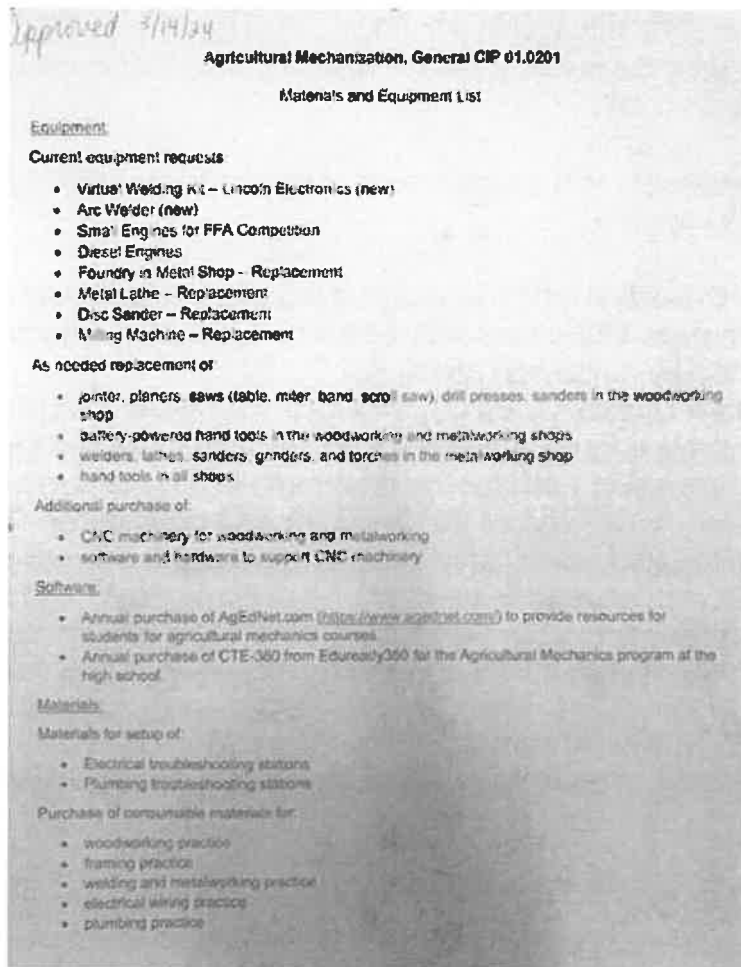 approved 3/14/24
Agricultural Mechanization, General CIP 01.0201
Materials and Equipment List
Equipment:
Current equipment requests
• Virtual Welding Kit – Lincoln Electronics (new)
• Arc Welder (new)
• Small Engines for FFA Competition
• Diesel Engines
• Foundry in Metal Shop – Replacement
• Metal Lathe – Replacement
• Disc Sander – Replacement
• Milling Machine – Replacement
As needed replacement of
• jointer, planers, saws (table, miter, band, scroll saw), drill presses, sanders in the woodworking
shop
• battery-powered hand tools in the woodworking and metalworking shops
• welders, lathes, sanders, grinders, and torches in the metalworking shop
• hand tools in all shops
Additional purchase of:
• CNC machinery for woodworking and metalworking
• software and hardware to support CNC machinery
Software:
• Annual purchase of AgEdNet.com (https://www.agednet.com/) to provide resources for
students for agricultural mechanics courses.
• Annual purchase of CTE-360 from Eduready360 for the Agricultural Mechanics program at the
high school.
Materials:
Materials for setup of:
• Electrical troubleshooting stations
• Plumbing troubleshooting stations
Purchase of consumable materials for:
• woodworking practice
• framing practice
• welding and metalworking practice
• electrical wiring practice
• plumbing practice